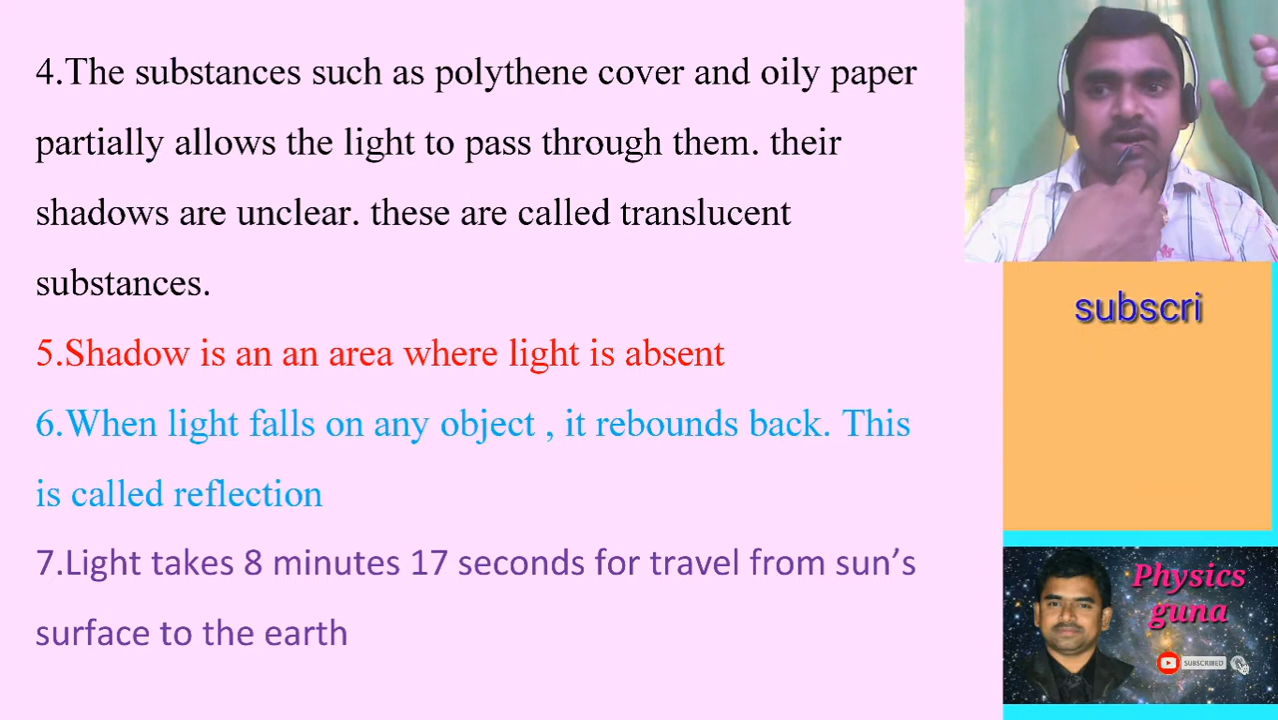 4.The substances such as polythene cover and oily paper
partially allows the light to pass through them. their
shadows are unclear. these are called translucent
substances.
5.Shadow is an an area where light is absent
6.When light falls on any object , it rebounds back. This
is called reflection
7.Light takes 8 minutes 17 seconds for travel from sun’s
surface to the earth
subscri
Physics
guna
SUBSCRIBED